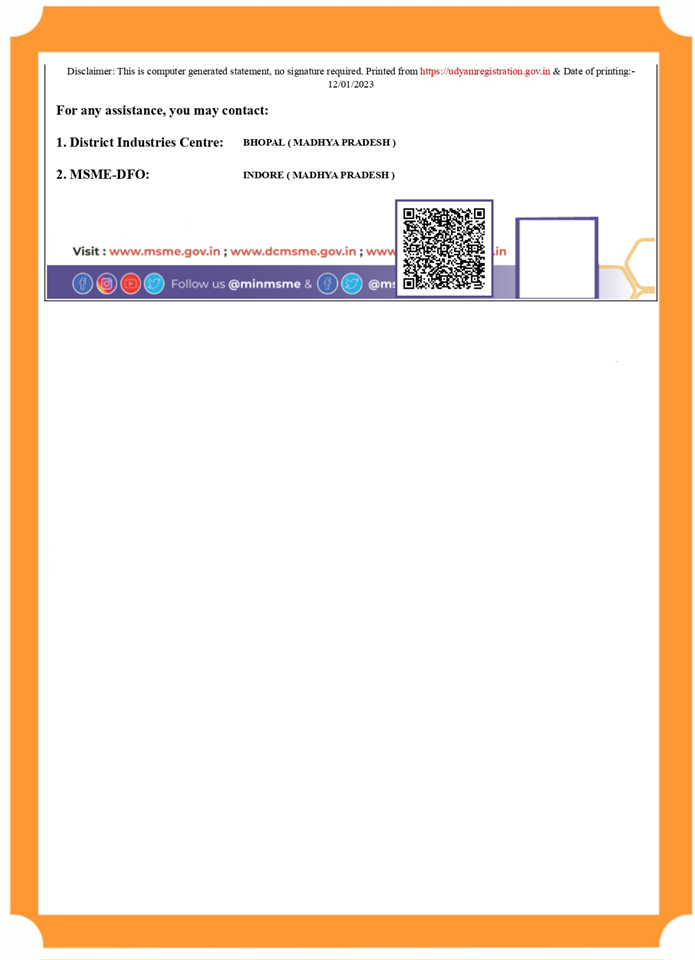 Disclaimer: This is computer generated statement, no signature required. Printed from https://udyamregistration.gov.in & Date of printing:-
12/01/2023
For any assistance, you may contact:
1. District Industries Centre: BHOPAL ( MADHYA PRADESH )
2. MSME-DFO: INDORE ( MADHYA PRADESH )
Visit : www.msme.gov.in ; www.dcmsme.gov.in ; www .in
Follow us @minmsme & @ms